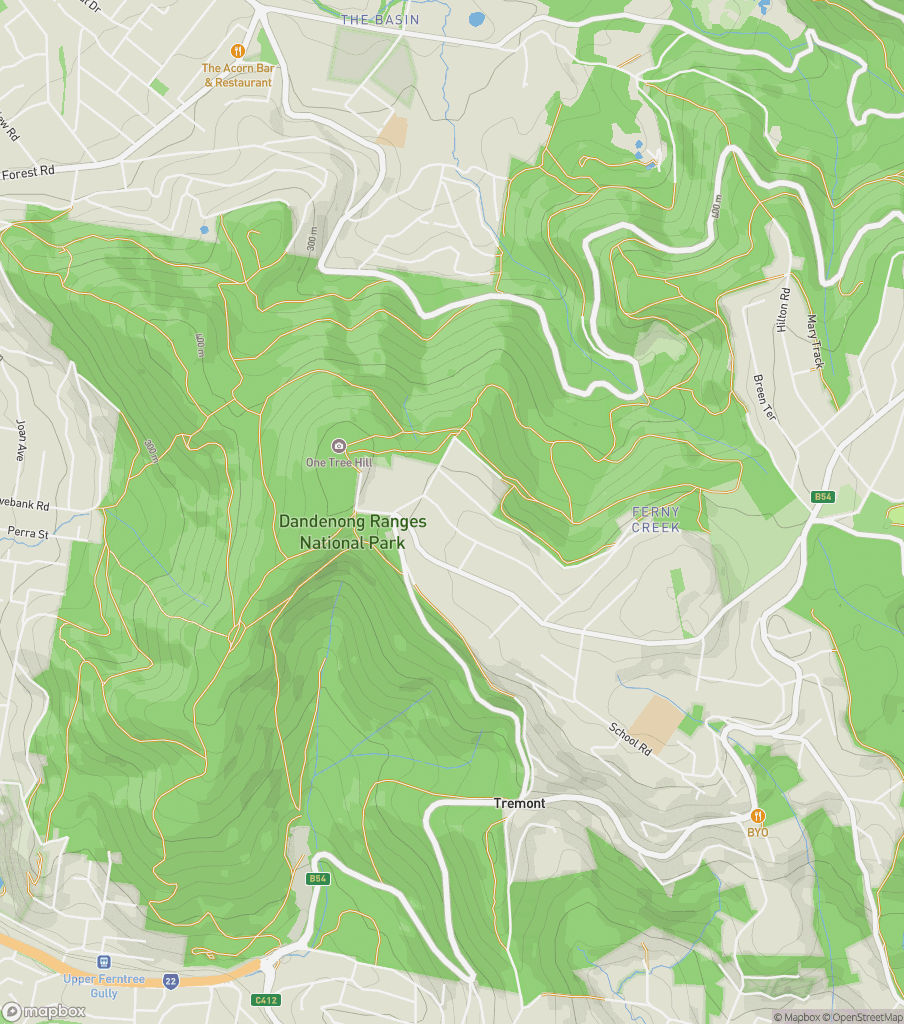 THE BASIN
The Acorn Bar
& Restaurant
Forest Rd
400 m
300 m
Hilton Rd
Mary Track
400 m
Breen Ter
Joan Ave
300 m
One Tree Hill
B54
Perra St
Dandenong Ranges
National Park
FERNY
CREEK
School Rd
Tremont
BYO
B54
Upper Ferntree
Gully
22
C412
mapbox
© Mapbox © OpenStreetMap